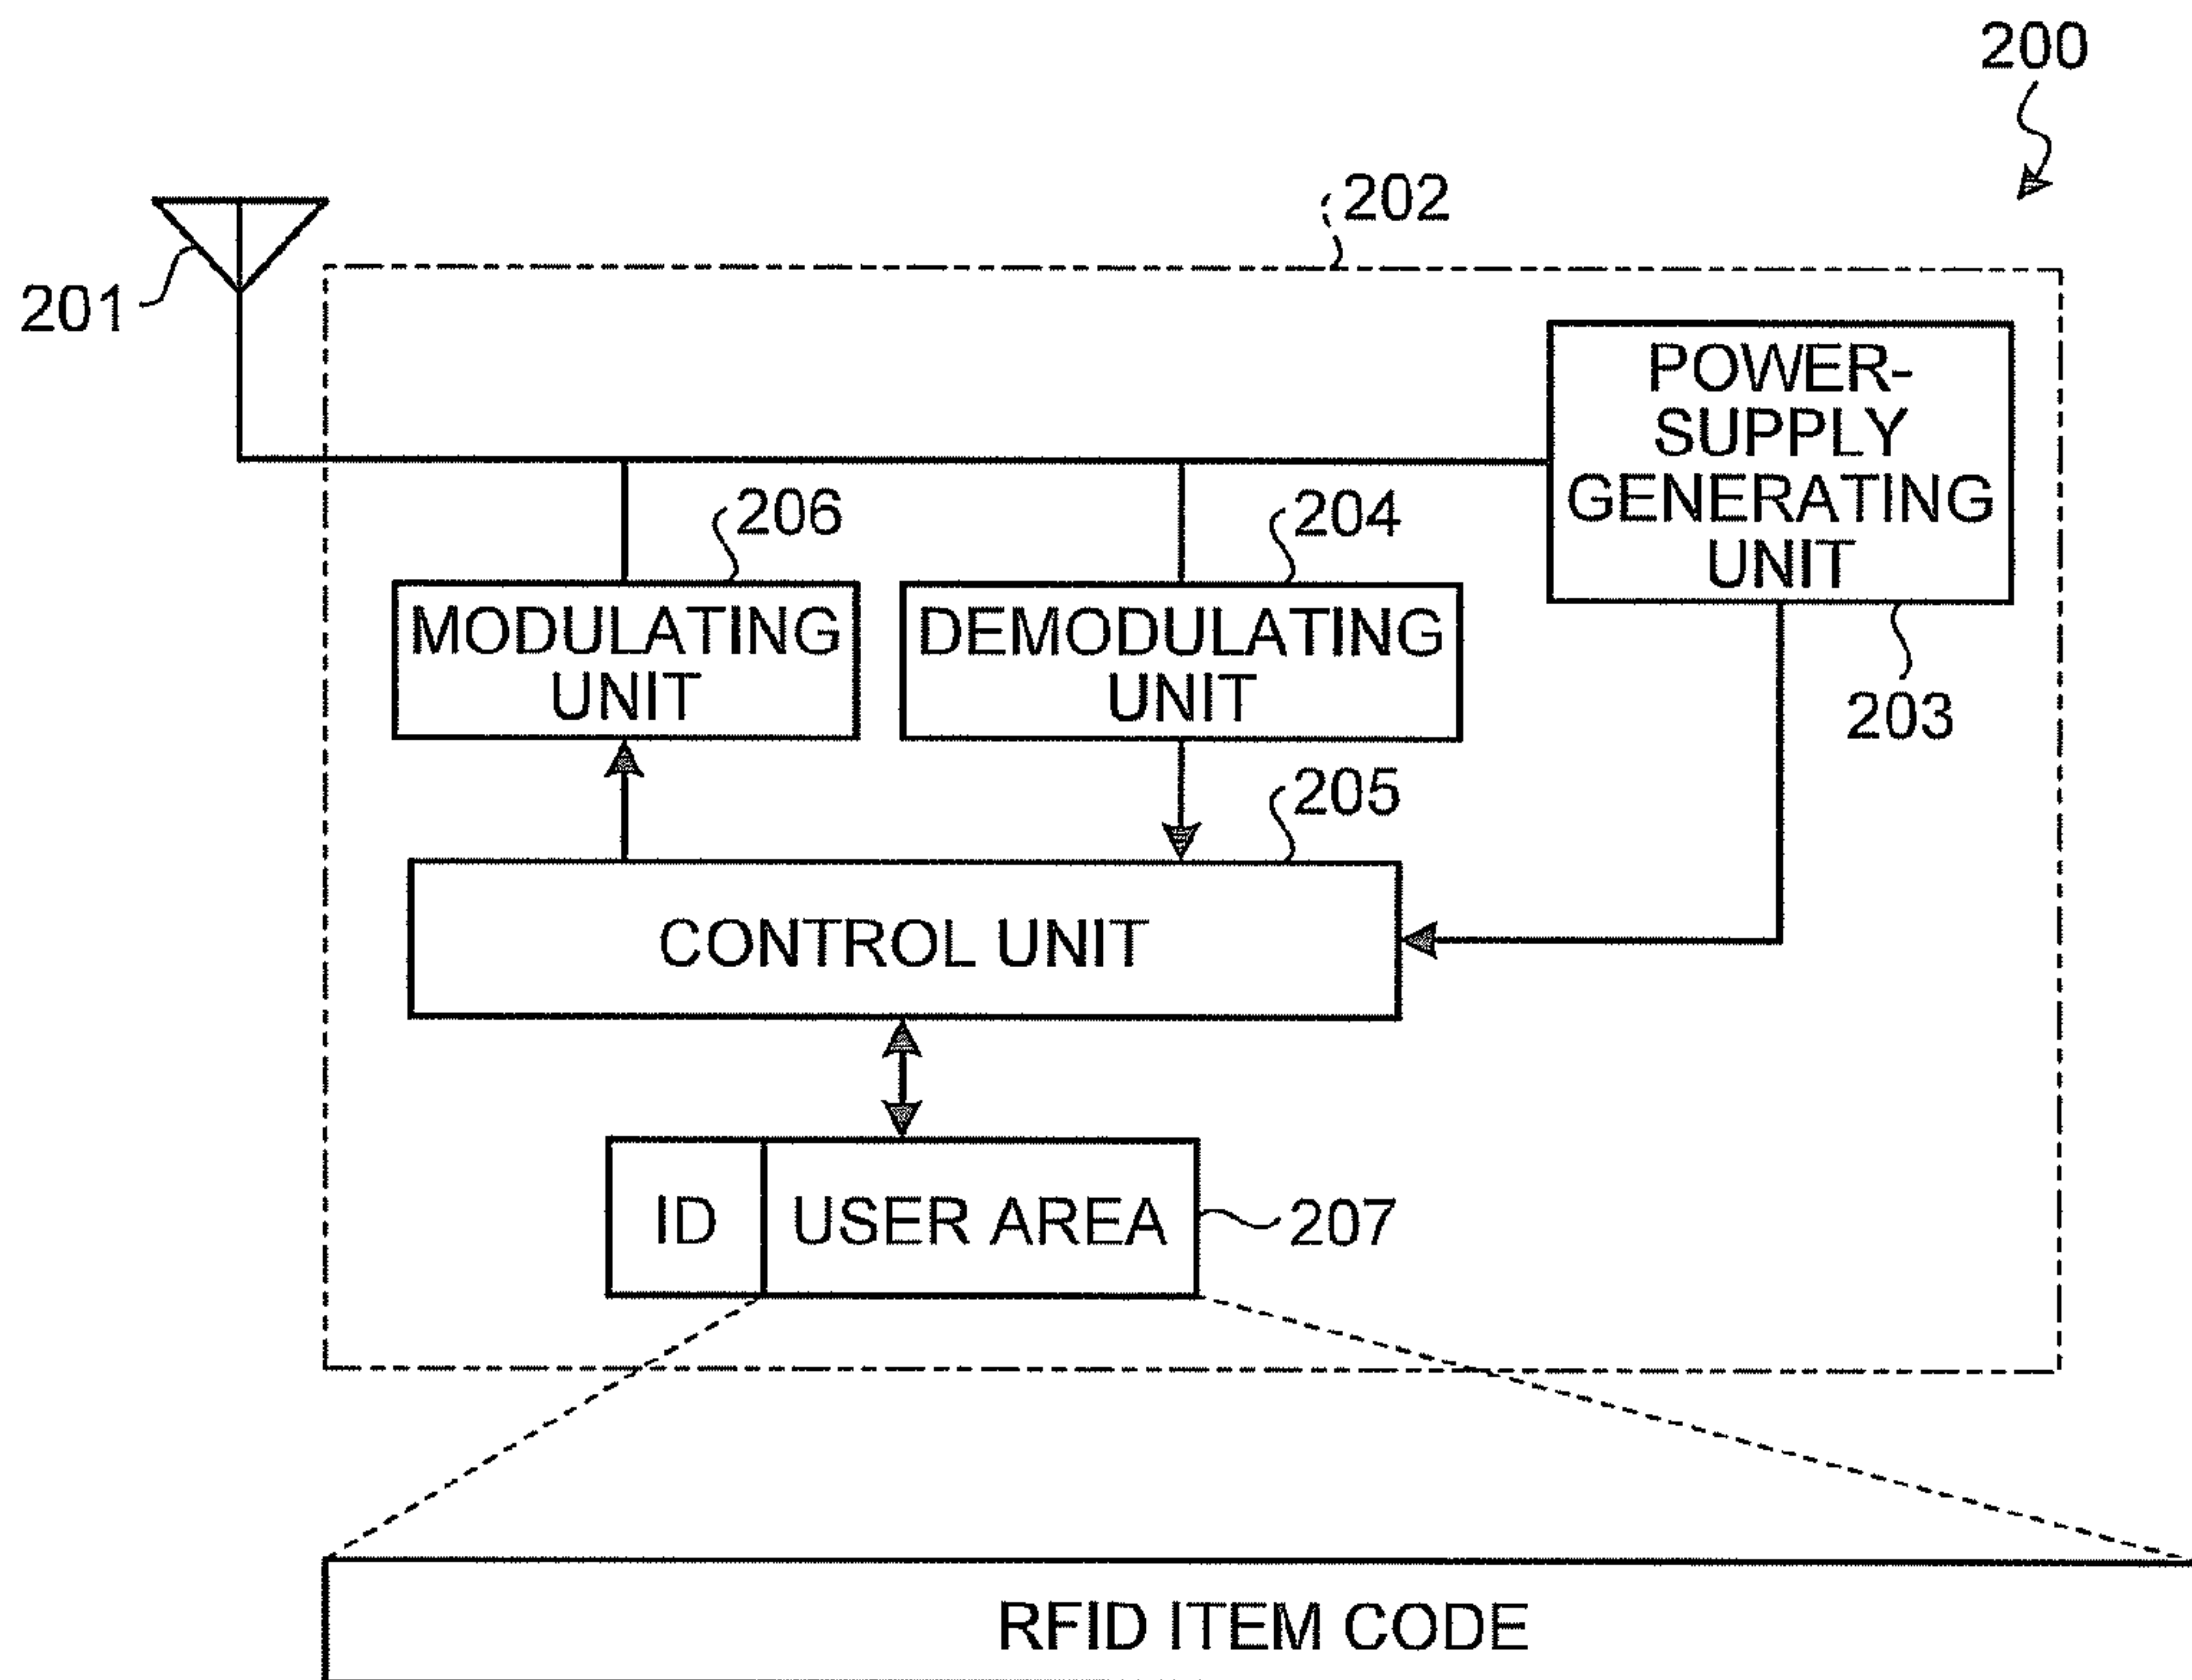 200
202
201
POWER-
SUPPLY
GENERATING
UNIT
206
204
MODULATING
UNIT
DEMODULATING
UNIT
203
205
CONTROL UNIT
ID
USER AREA
207
RFID ITEM CODE